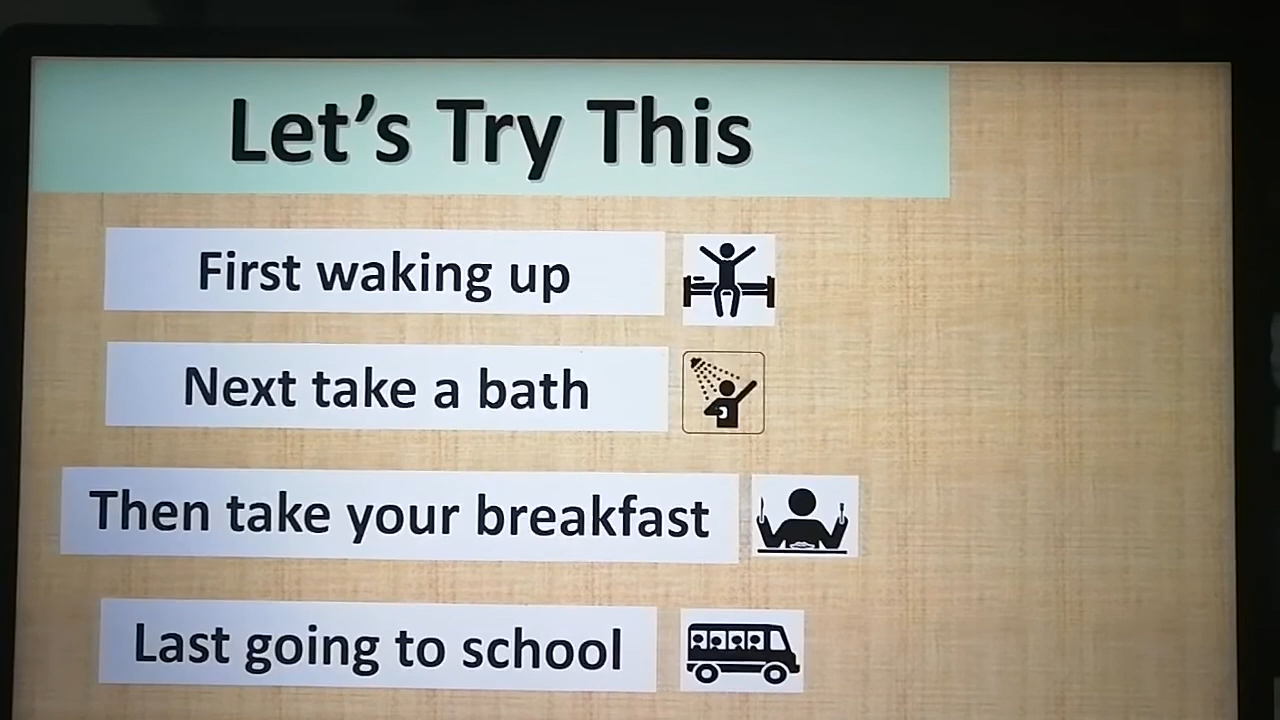 Let's Try This
First waking up
Next take a bath
Then take your breakfast
Last going to school